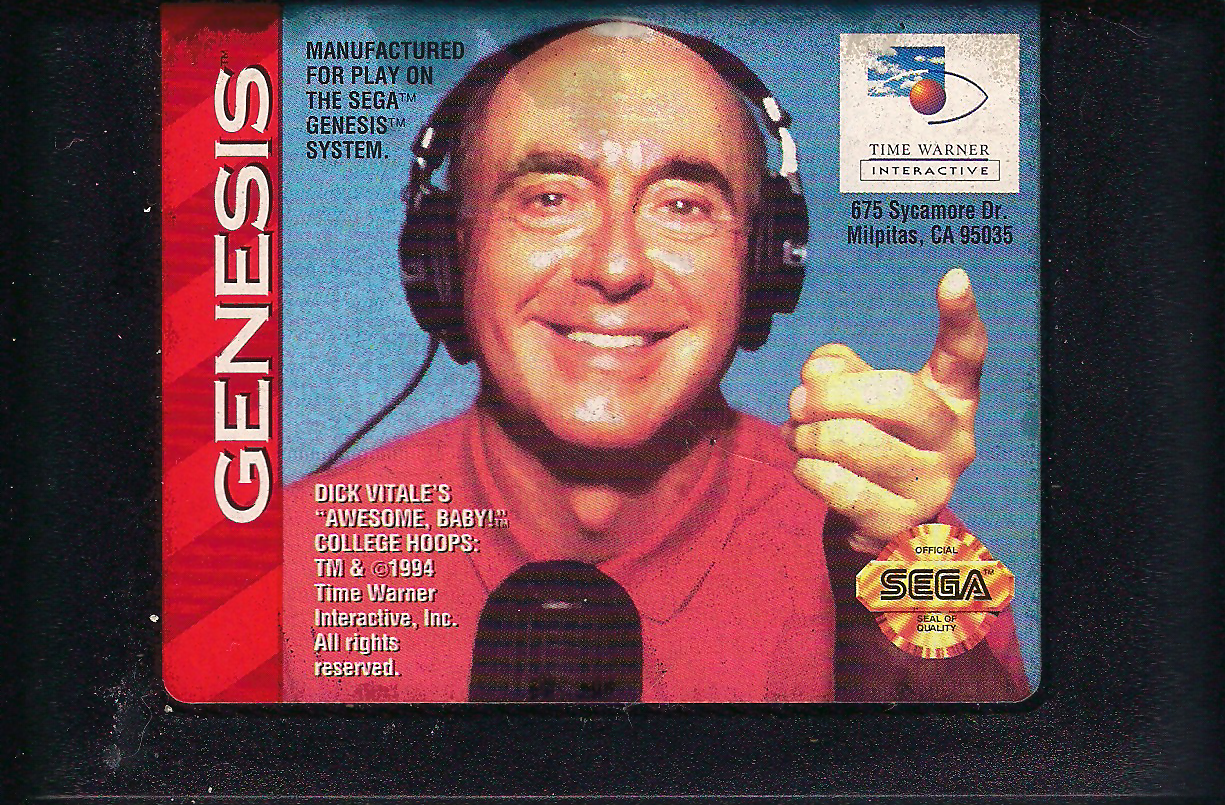 GENESIS™
MANUFACTURED
FOR PLAY ON
THE SEGA™
GENESIS™
SYSTEM.
TIME WARNER
INTERACTIVE
675 Sycamore Dr.
Milpitas, CA 95035
DICK VITALE'S
“AWESOME, BABY!”™
COLLEGE HOOPS:
TM & ©1994
Time Warner
Interactive, Inc.
All rights
reserved.
OFFICIAL
SEGA™
SEAL OF
QUALITY